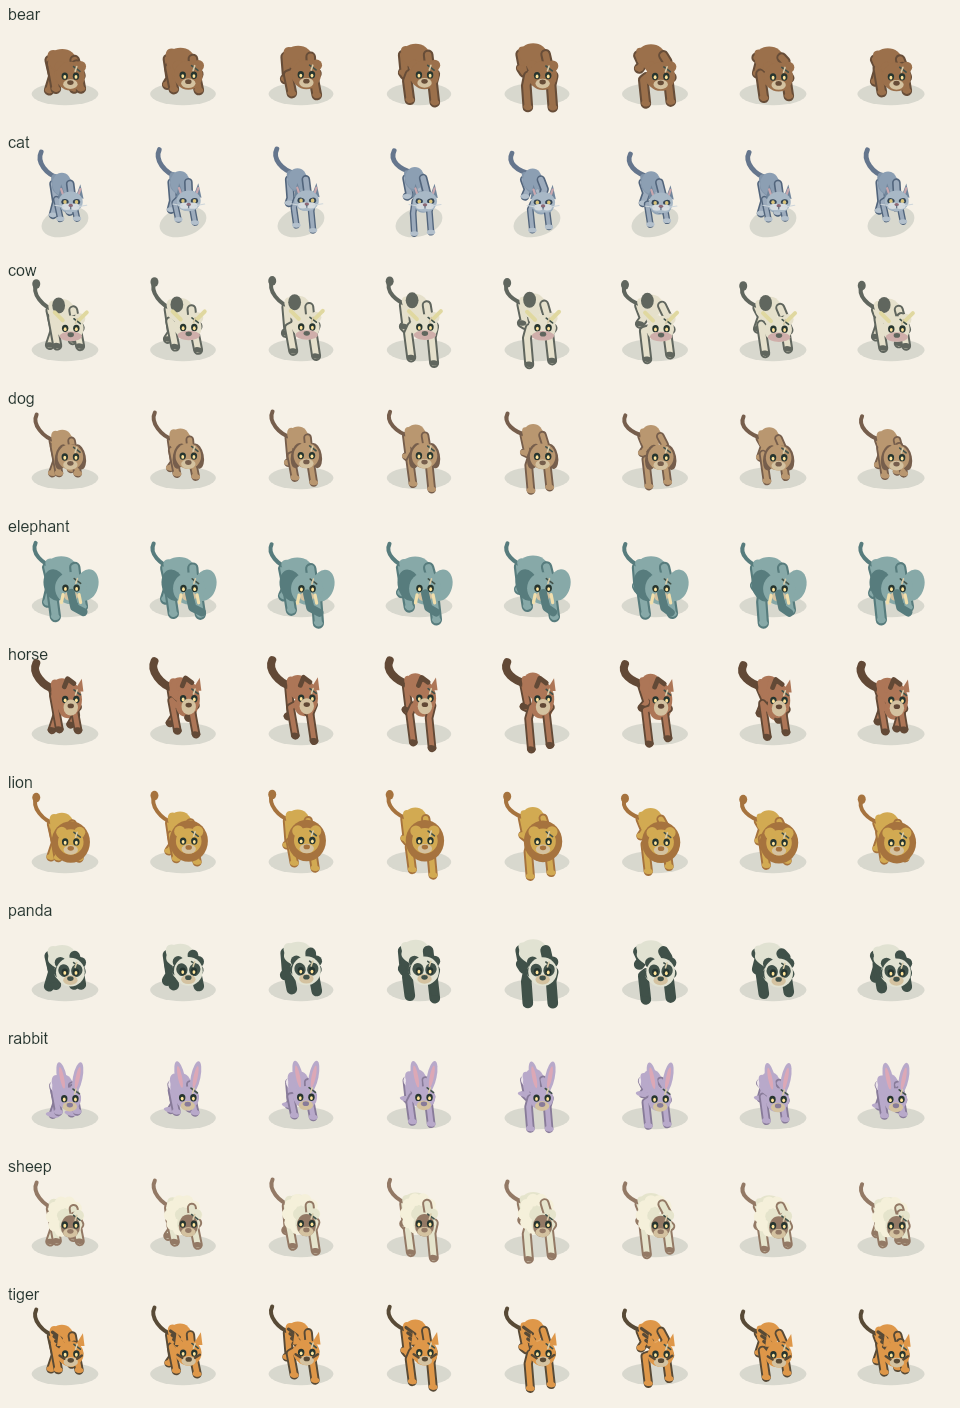 bear
cat
cow
dog
elephant
horse
lion
panda
rabbit
sheep
tiger